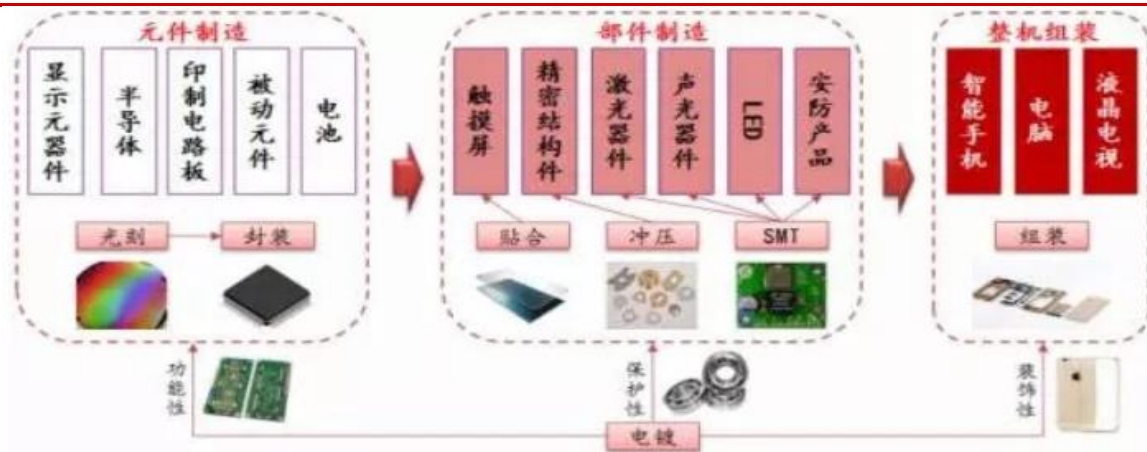 元件制造
显示元器件
半导体
印制电路板
被动元件
电池
光刻
封装
部件制造
触摸屏
精密结构件
激光器件
声光器件
LED
安防产品
贴合
冲压
SMT
整机组装
智能手机
电脑
液晶电视
组装
功能性
保护性
装饰性
电镀